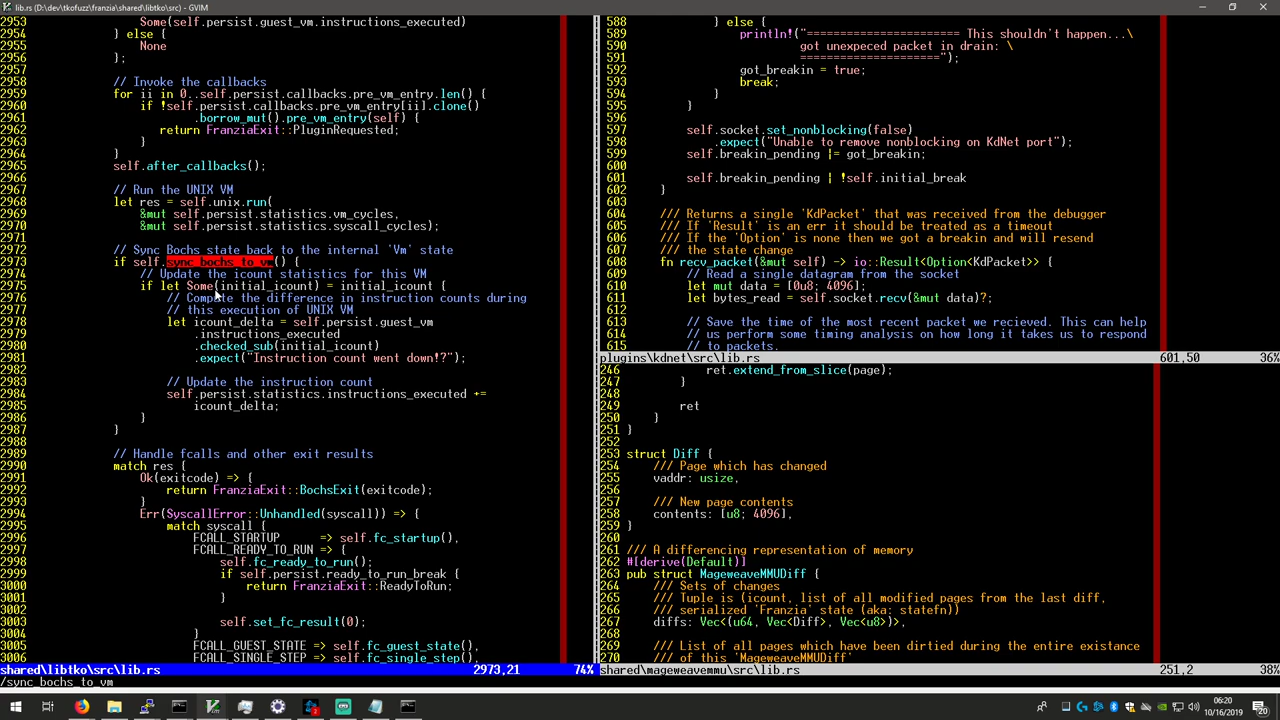 lib.rs (D:\dev\tkofuzz\franzia\shared\libtko\src) - GVIM
2953 Some(self.persist.guest_vm.instructions_executed)
2954 } else {
2955 None
2956 };
2957
2958 // Invoke the callbacks
2959 for ii in 0..self.persist.callbacks.pre_vm_entry.len() {
2960 if !self.persist.callbacks.pre_vm_entry[ii].clone()
2961 .borrow_mut().pre_vm_entry(self) {
2962 return FranziaExit::PluginRequested;
2963 }
2964 }
2965 self.after_callbacks();
2966
2967 // Run the UNIX VM
2968 let res = self.unix.run(
2969 &mut self.persist.statistics.vm_cycles,
2970 &mut self.persist.statistics.syscall_cycles);
2971
2972 // Sync Bochs state back to the internal `Vm` state
2973 if self.sync_bochs_to_vm() {
2974 // Update the icount statistics for this VM
2975 if let Some(initial_icount) = initial_icount {
2976 // Compute the difference in instruction counts during
2977 // this execution of UNIX VM
2978 let icount_delta = self.persist.guest_vm
2979 .instructions_executed
2980 .checked_sub(initial_icount)
2981 .expect("Instruction count went down!?");
2982
2983 // Update the instruction count
2984 self.persist.statistics.instructions_executed +=
2985 icount_delta;
2986 }
2987 }
2988
2989 // Handle fcalls and other exit results
2990 match res {
2991 Ok(exitcode) => {
2992 return FranziaExit::BochsExit(exitcode);
2993 }
2994 Err(SyscallError::Unhandled(syscall)) => {
2995 match syscall {
2996 FCALL_STARTUP => self.fc_startup(),
2997 FCALL_READY_TO_RUN => {
2998 self.fc_ready_to_run();
2999 if self.persist.ready_to_run_break {
3000 return FranziaExit::ReadyToRun;
3001 }
3002
3003 self.set_fc_result(0);
3004 }
3005 FCALL_GUEST_STATE => self.fc_guest_state(),
3006 FCALL_SINGLE_STEP => self.fc_single_step(),
shared\libtko\src\lib.rs 2973,21 74%
/sync_bochs_to_vm
588 } else {
589 println!("======================= This shouldn't happen...\
590 got unexpeced packet in drain: \
591 =====================");
592 got_breakin = true;
593 break;
594 }
595 }
596
597 self.socket.set_nonblocking(false)
598 .expect("Unable to remove nonblocking on KdNet port");
599 self.breakin_pending |= got_breakin;
600
601 self.breakin_pending | !self.initial_break
602 }
603
604 /// Returns a single `KdPacket` that was received from the debugger
605 /// If `Result` is an err it should be treated as a timeout
606 /// If the `Option` is none then we got a breakin and will resend
607 /// the state change
608 fn recv_packet(&mut self) -> io::Result<Option<KdPacket>> {
609 // Read a single datagram from the socket
610 let mut data = [0u8; 4096];
611 let bytes_read = self.socket.recv(&mut data)?;
612
613 // Save the time of the most recent packet we recieved. This can help
614 // us perform some timing analysis on how long it takes us to respond
615 // to packets.
plugins\kdnet\src\lib.rs 601,50 36%
246 ret.extend_from_slice(page);
247 }
248
249 ret
250 }
251 }
252
253 struct Diff {
254 /// Page which has changed
255 vaddr: usize,
256
257 /// New page contents
258 contents: [u8; 4096],
259 }
260
261 /// A differencing representation of memory
262 #[derive(Default)]
263 pub struct MageweaveMMUDiff {
264 /// Sets of changes
265 /// Tuple is (icount, list of all modified pages from the last diff,
266 /// serialized `Franzia` state (aka: statefn))
267 diffs: Vec<(u64, Vec<Diff>, Vec<u8>)>,
268
269 /// List of all pages which have been dirtied during the entire existance
270 /// of this `MageweaveMMUDiff`
shared\mageweavemmu\src\lib.rs 251,2 38%
06:20
10/16/2019
20